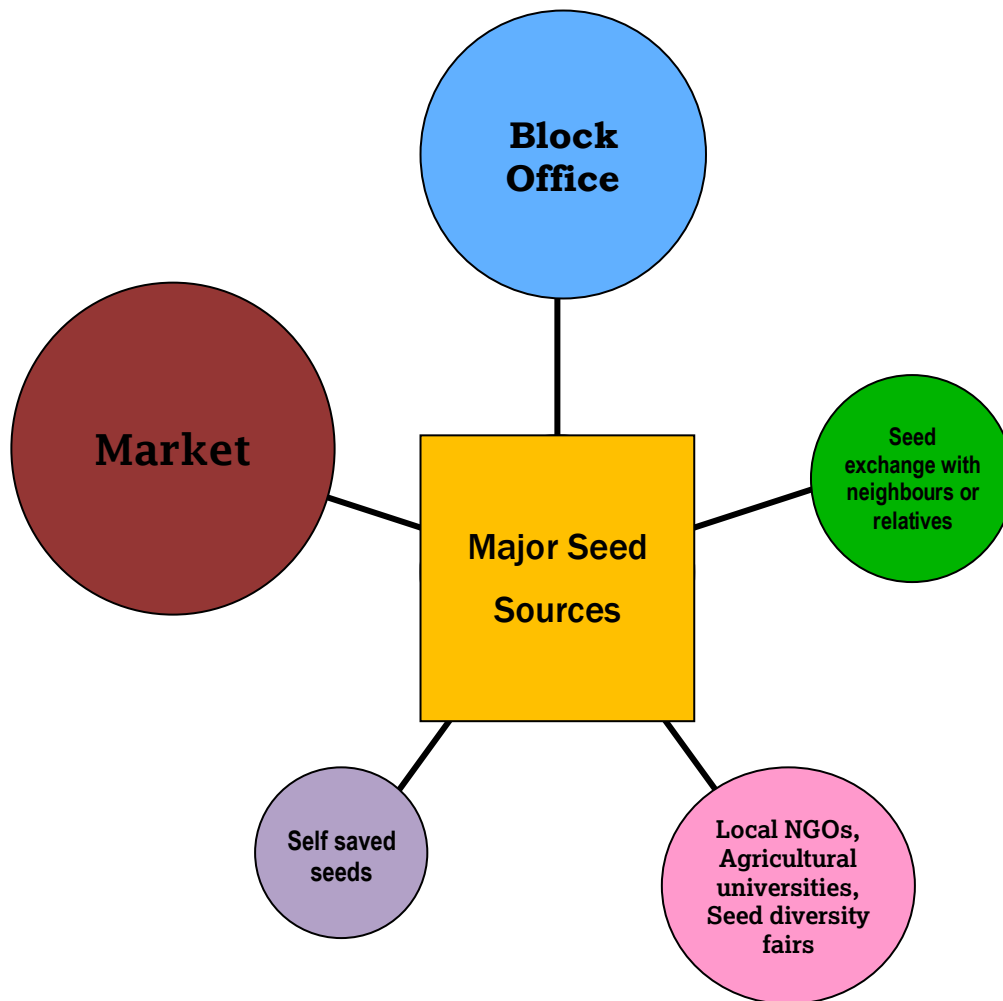 Block
Office
Market
Seed
exchange with
neighbours or
relatives
Major Seed
Sources
Self saved
seeds
Local NGOs,
Agricultural
universities,
Seed diversity
fairs